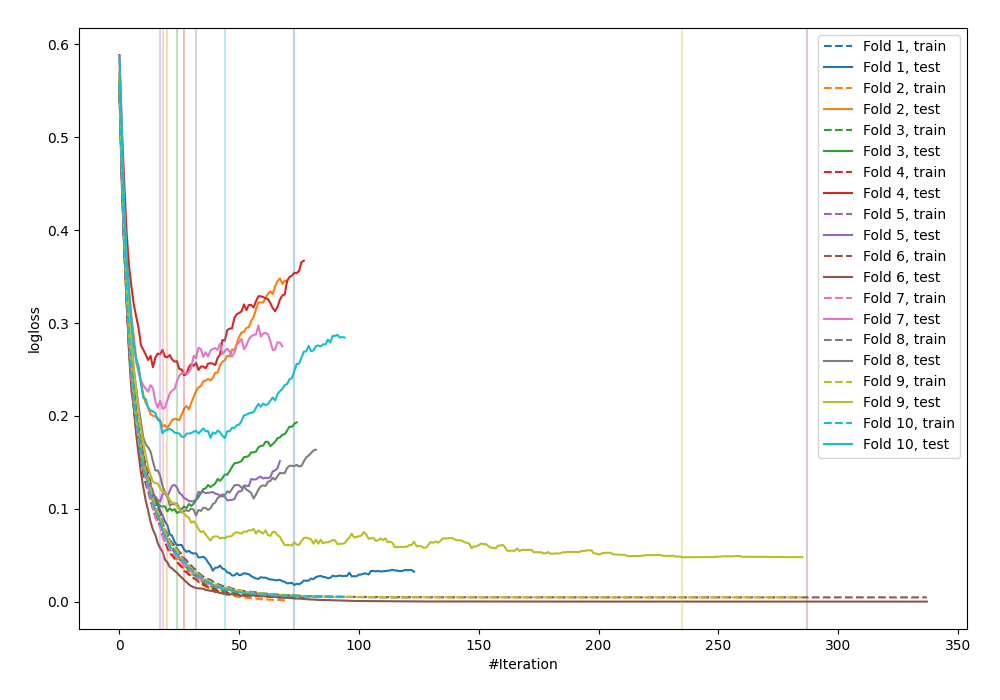 0.6
0.5
0.4
0.3
0.2
0.1
0.0
logloss
0
50
100
150
200
250
300
350
#Iteration
Fold 1, train
Fold 1, test
Fold 2, train
Fold 2, test
Fold 3, train
Fold 3, test
Fold 4, train
Fold 4, test
Fold 5, train
Fold 5, test
Fold 6, train
Fold 6, test
Fold 7, train
Fold 7, test
Fold 8, train
Fold 8, test
Fold 9, train
Fold 9, test
Fold 10, train
Fold 10, test